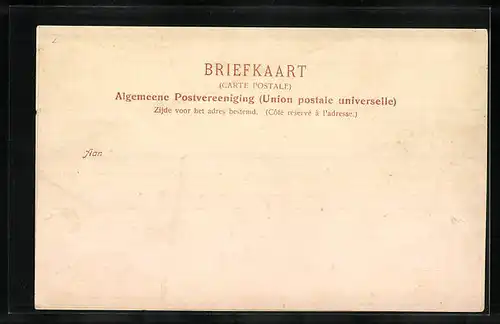 BRIEFKAART
(CARTE POSTALE)
Algemeene Postvereeniging (Union postale universelle)
Zijde voor het adres bestemd. (Côté réservé à l'adresse.)
Aan